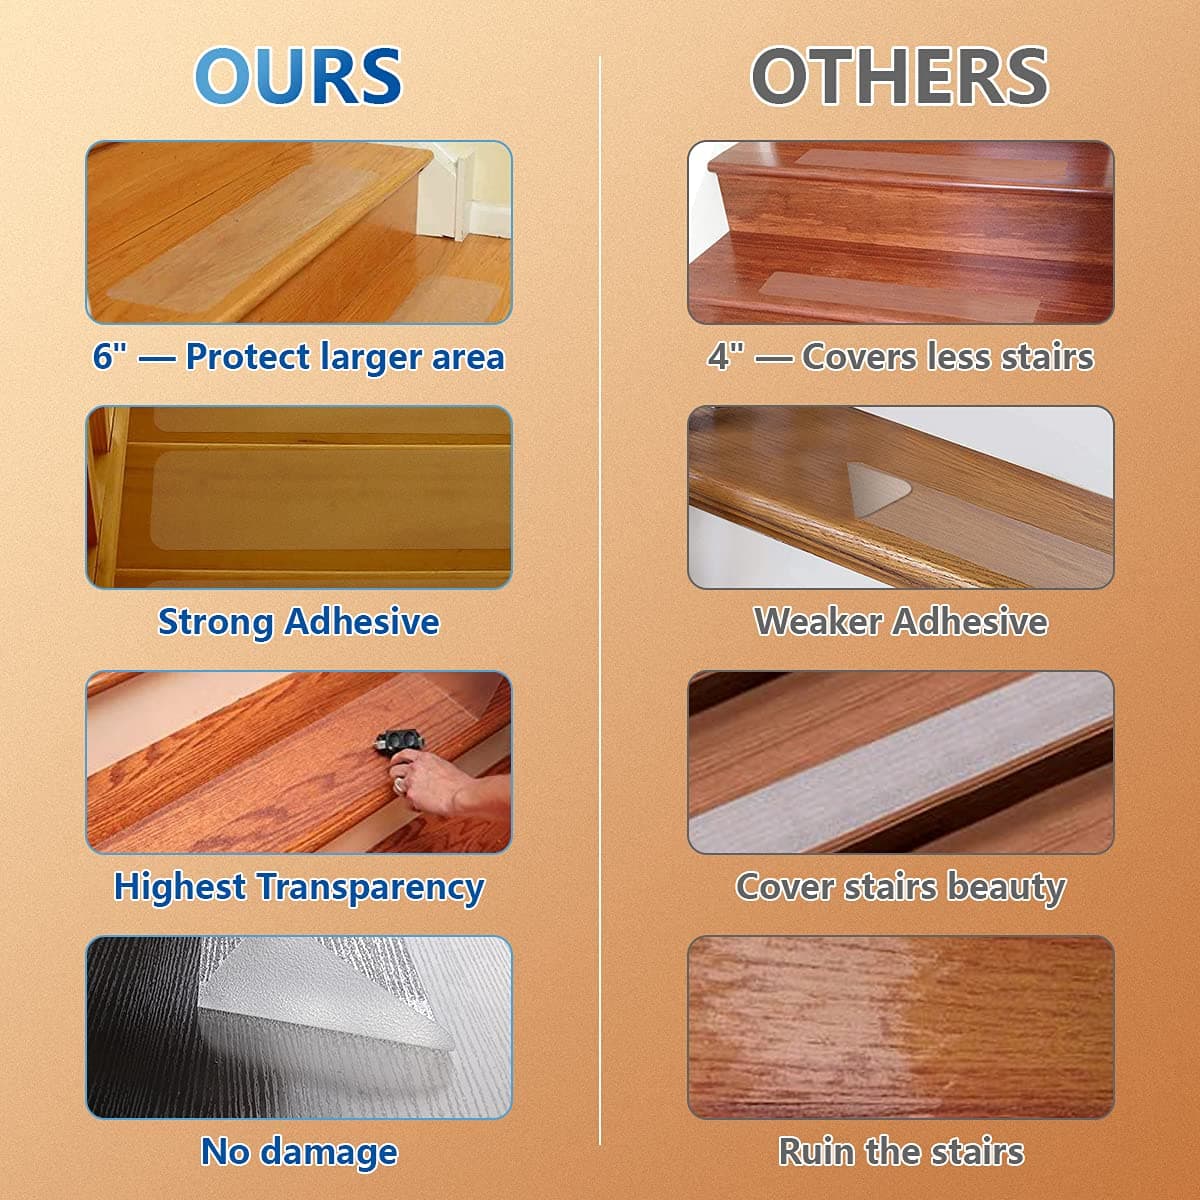 OURS
OTHERS
6" — Protect larger area
4" — Covers less stairs
Strong Adhesive
Weaker Adhesive
Highest Transparency
Cover stairs beauty
No damage
Ruin the stairs